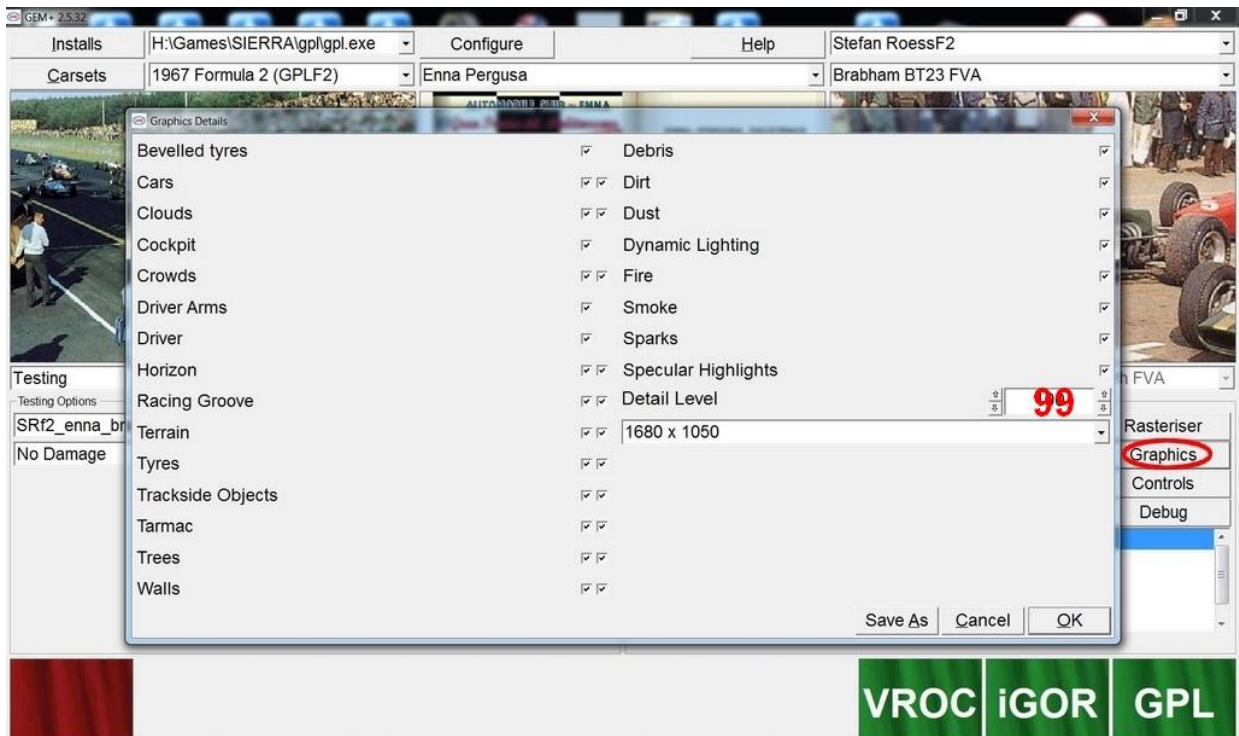 GEM+ 2.5.32
Installs H:\Games\SIERRA\gpl\gpl.exe Configure Help Stefan RoessF2
Carsets 1967 Formula 2 (GPLF2) Enna Pergusa Brabham BT23 FVA
AUTOMOBILE CLUB ENNA
Graphics Details
Bevelled tyres
Cars
Clouds
Cockpit
Crowds
Driver Arms
Driver
Horizon
Racing Groove
Terrain
Tyres
Trackside Objects
Tarmac
Trees
Walls
Debris
Dirt
Dust
Dynamic Lighting
Fire
Smoke
Sparks
Specular Highlights
Detail Level 99
1680 x 1050
Save As Cancel OK
Testing
FVA
Testing Options
SRf2_enna_br
No Damage
Rasteriser
Graphics
Controls
Debug
VROC iGOR GPL